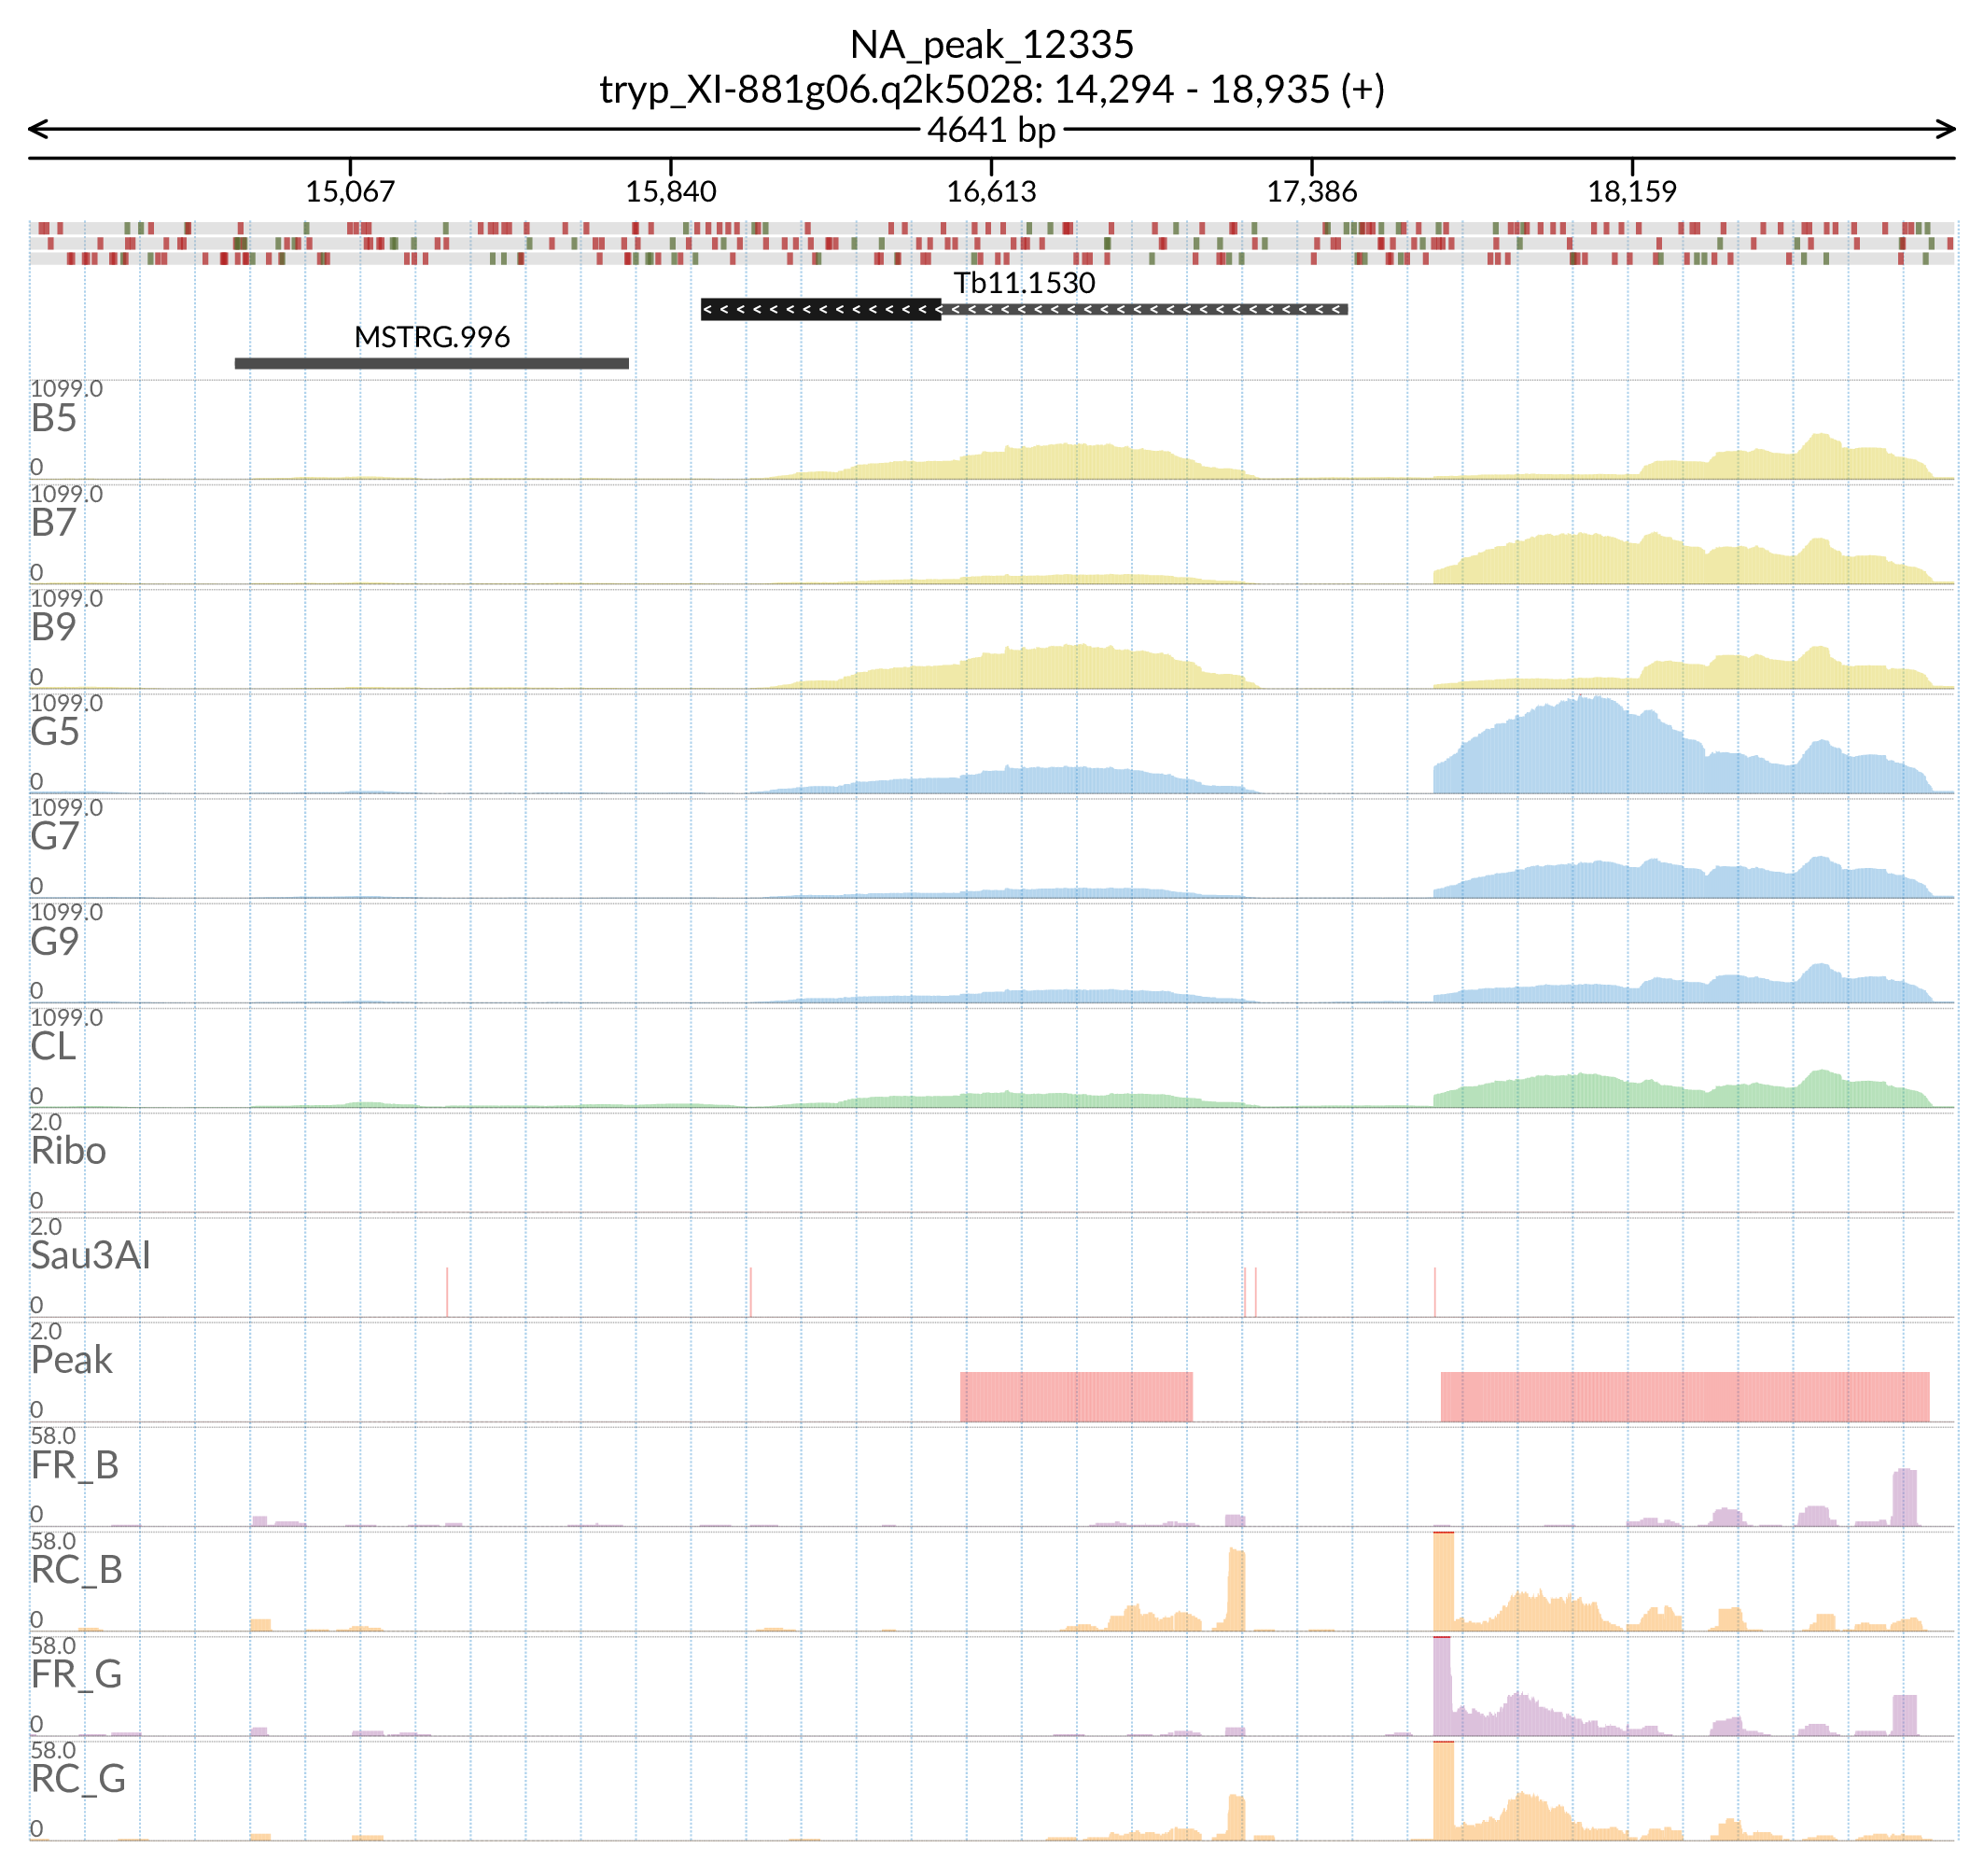 NA_peak_12335
tryp_XI-881g06.q2k5028: 14,294 - 18,935 (+)
4641 bp
15,067 15,840 16,613 17,386 18,159
Tb11.1530
< < < < < < < < < < < < < < < < < < < < < < < < < < < < < < < < < < < < < < <
MSTRG.996
1099.0
B5
0
1099.0
B7
0
1099.0
B9
0
1099.0
G5
0
1099.0
G7
0
1099.0
G9
0
1099.0
CL
0
2.0
Ribo
0
2.0
Sau3AI
0
2.0
Peak
0
58.0
FR_B
0
58.0
RC_B
0
58.0
FR_G
0
58.0
RC_G
0